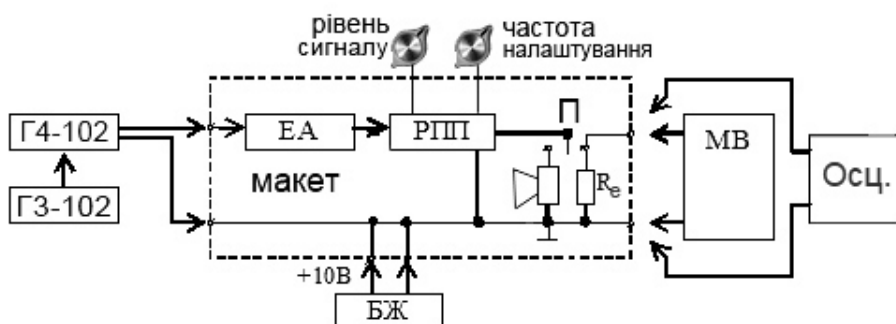 рівень
сигналу
частота
налаштування
Г4-102
ЕА
РПП
П
МВ
Осц.
макет
Rе
Г3-102
+10В
БЖ